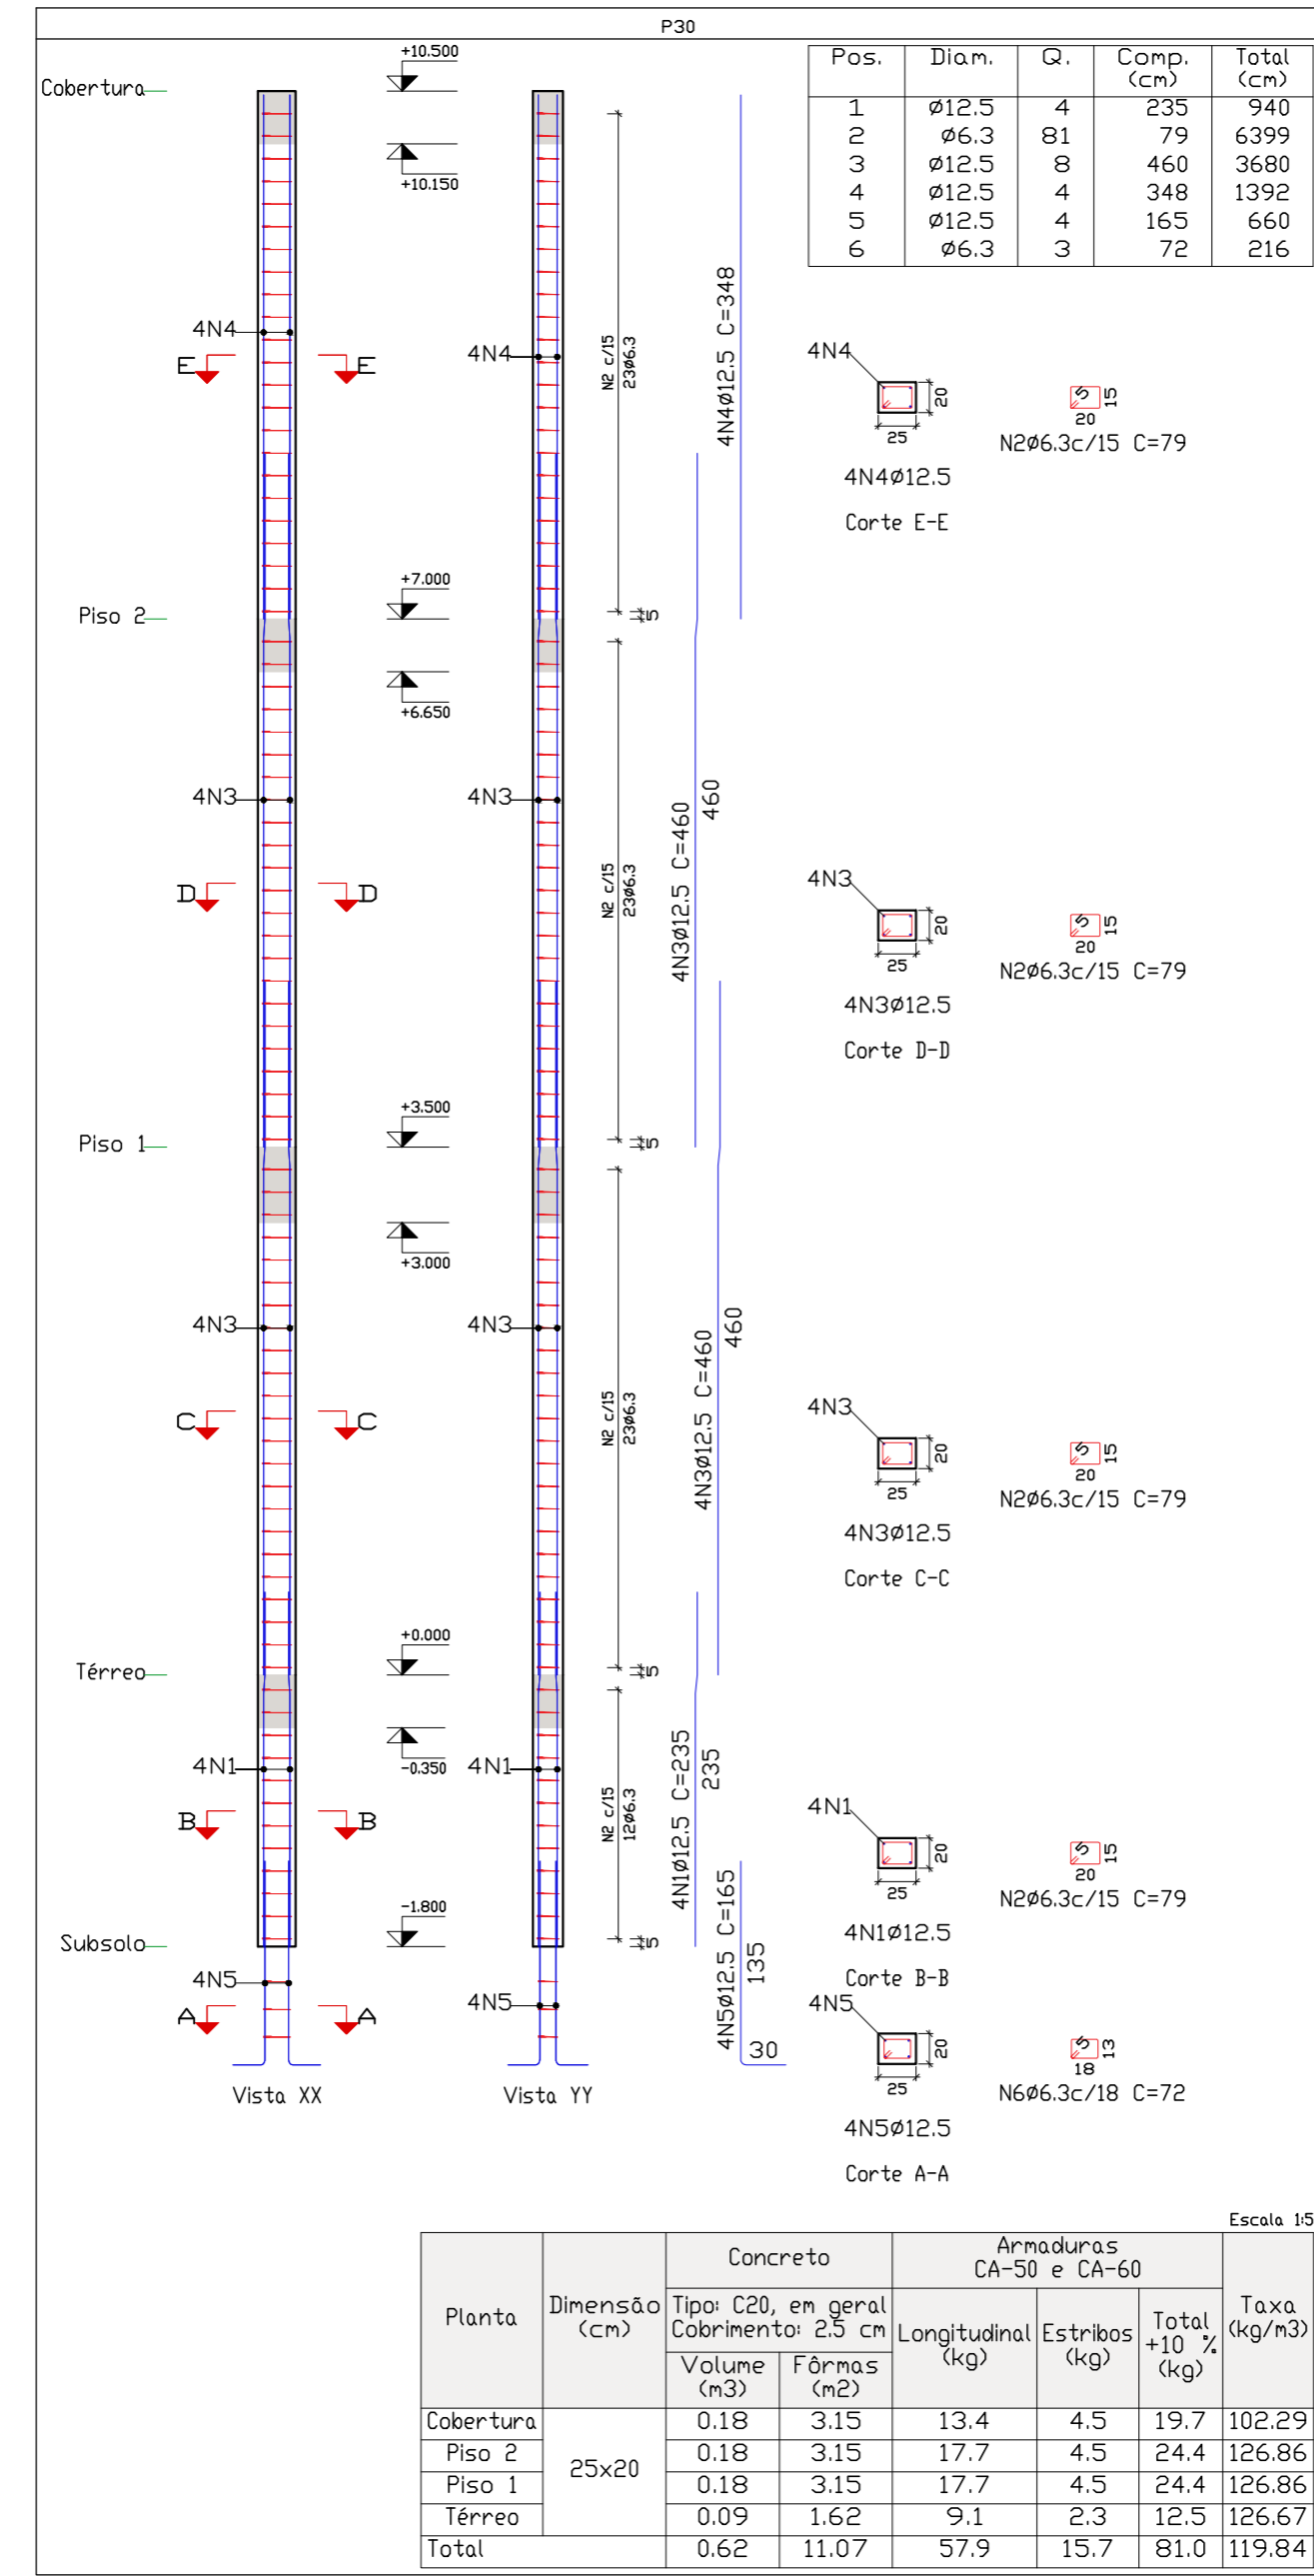 P30
Pos. Diam. Q. Comp. (cm) Total (cm)
1 ø12.5 4 235 940
2 ø6.3 81 79 6399
3 ø12.5 8 460 3680
4 ø12.5 4 348 1392
5 ø12.5 4 165 660
6 ø6.3 3 72 216
Cobertura
+10.500
+10.150
4N4
E E
4N4
N2 c/15
23ø6.3
4N4ø12.5 C=348
4N4
20
25
4N4ø12.5
Corte E-E
5
15
20
N2ø6.3c/15 C=79
Piso 2
+7.000
5
+6.650
4N3
4N3
D D
N2 c/15
23ø6.3
4N3ø12.5 C=460
460
4N3
20
25
4N3ø12.5
Corte D-D
5
15
20
N2ø6.3c/15 C=79
Piso 1
+3.500
5
+3.000
4N3
4N3
C C
N2 c/15
23ø6.3
4N3ø12.5 C=460
460
4N3
20
25
4N3ø12.5
Corte C-C
5
15
20
N2ø6.3c/15 C=79
Térreo
+0.000
5
-0.350
4N1
4N1
B B
N2 c/15
12ø6.3
4N1ø12.5 C=235
235
4N1
20
25
4N1ø12.5
Corte B-B
5
15
20
N2ø6.3c/15 C=79
Subsolo
-1.800
5
4N5
4N5
A A
4N5ø12.5 C=165
135
30
Vista XX
Vista YY
4N5
20
25
4N5ø12.5
Corte A-A
5
13
18
N6ø6.3c/18 C=72
Escala 1:5
Planta
Dimensão (cm)
Concreto
Tipo: C20, em geral
Cobrimento: 2.5 cm
Volume (m3)
Fôrmas (m2)
Armaduras
CA-50 e CA-60
Longitudinal (kg)
Estribos (kg)
Total +10 % (kg)
Taxa (kg/m3)
Cobertura 25x20 0.18 3.15 13.4 4.5 19.7 102.29
Piso 2 0.18 3.15 17.7 4.5 24.4 126.86
Piso 1 0.18 3.15 17.7 4.5 24.4 126.86
Térreo 0.09 1.62 9.1 2.3 12.5 126.67
Total 0.62 11.07 57.9 15.7 81.0 119.84